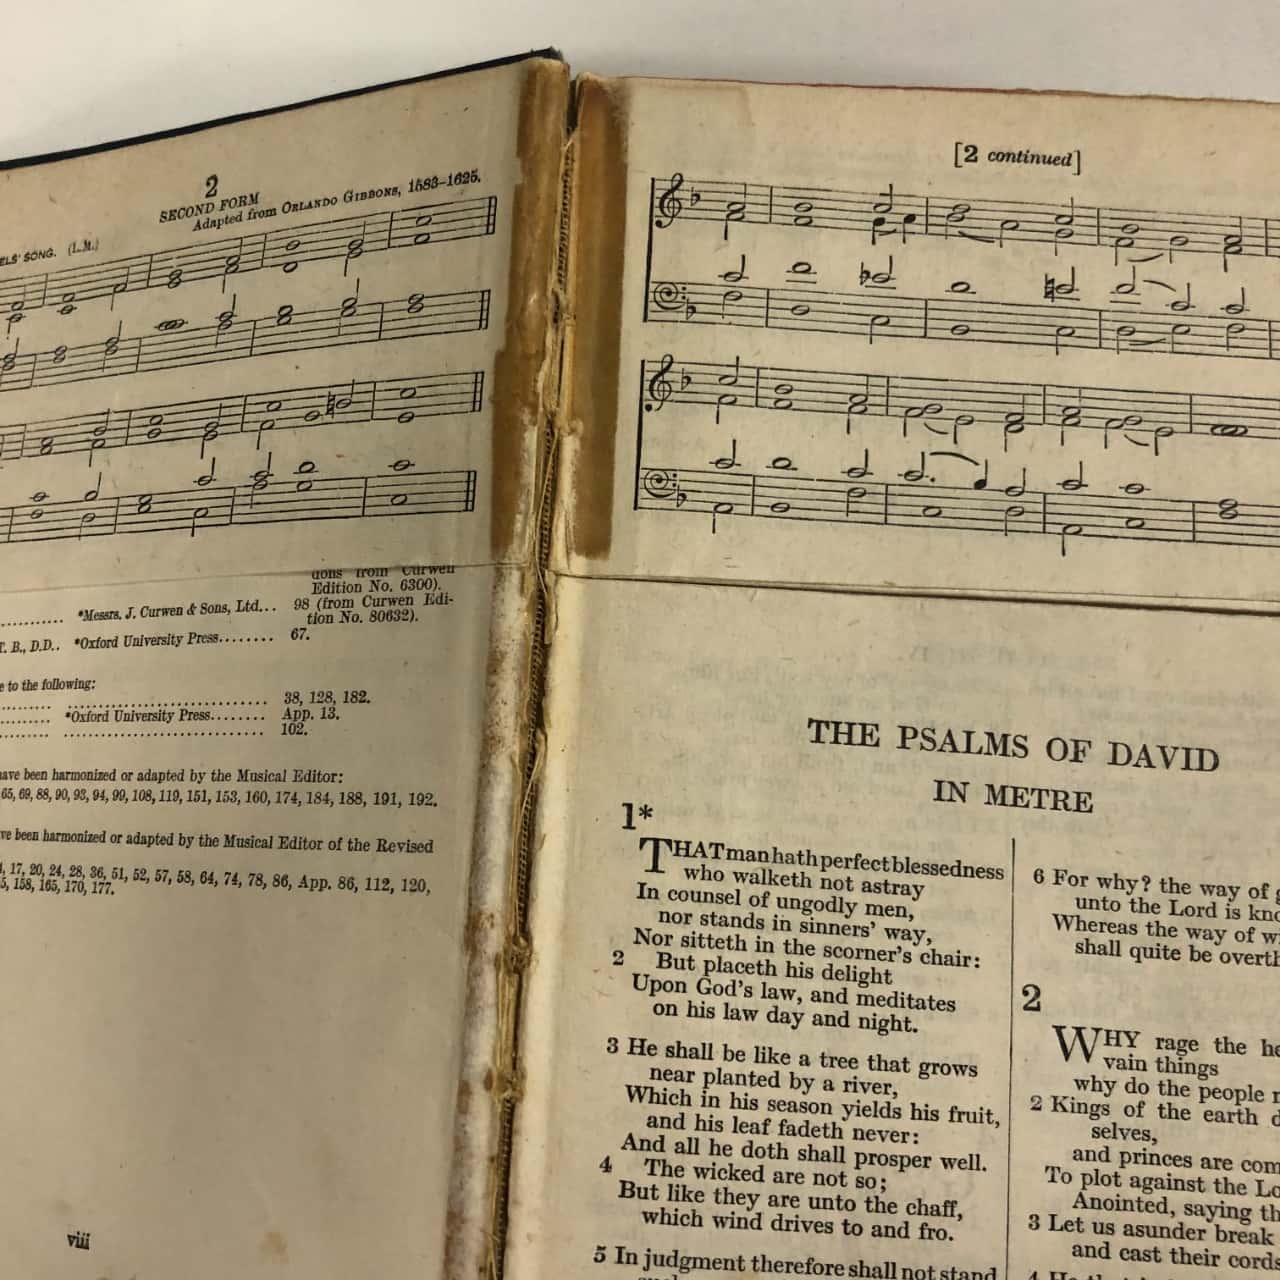 2
SECOND FORM
Adapted from ORLANDO GIBBONS, 1583-1625.
SONG. (L.M.)
Edition No. 6300).
............ *Messrs. J. Curwen & Sons, Ltd... 98 (from Curwen Edi-
tion No. 80632).
T. B., D.D.. *Oxford University Press........ 67.
to the following:
38, 128, 182.
*Oxford University Press........ App. 13.
102.
have been harmonized or adapted by the Musical Editor:
65, 69, 88, 90, 93, 94, 99, 108, 119, 151, 153, 160, 174, 184, 188, 191, 192.
been harmonized or adapted by the Musical Editor of the Revised
17, 20, 24, 28, 36, 51, 52, 57, 58, 64, 74, 78, 86, App. 86, 112, 120,
158, 165, 170, 177.
viii
[2 continued]
THE PSALMS OF DAVID
IN METRE
1*
THAT man hath perfect blessedness
who walketh not astray
In counsel of ungodly men,
nor stands in sinners' way,
Nor sitteth in the scorner's chair:
2 But placeth his delight
Upon God's law, and meditates
on his law day and night.
3 He shall be like a tree that grows
near planted by a river,
Which in his season yields his fruit,
and his leaf fadeth never:
And all he doth shall prosper well.
4 The wicked are not so;
But like they are unto the chaff,
which wind drives to and fro.
5 In judgment therefore shall not stand
6 For why? the way of
unto the Lord is
Whereas the way of
shall quite be
2
WHY rage the
vain things
why do the people
2 Kings of the earth
selves,
and princes are
To plot against the
Anointed, saying
3 Let us asunder break
and cast their cords